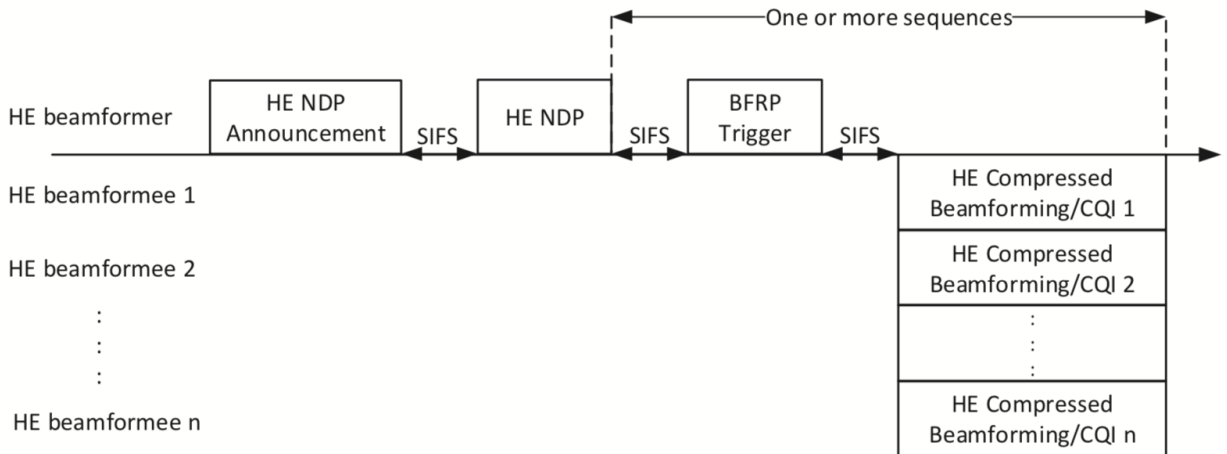 One or more sequences
HE beamformer
HE NDP
Announcement
SIFS
HE NDP
SIFS
BFRP
Trigger
SIFS
HE beamformee 1
HE Compressed
Beamforming/CQI 1
HE beamformee 2
HE Compressed
Beamforming/CQI 2
:
:
:
:
:
:
HE beamformee n
HE Compressed
Beamforming/CQI n